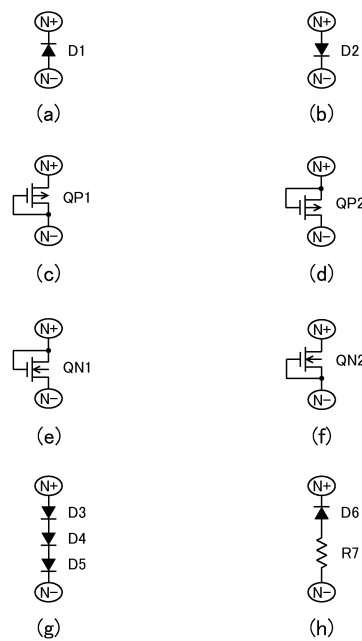 N+ N+
D1 D2
N− N−
(a) (b)
N+ N+
QP1 QP2
N− N−
(c) (d)
N+ N+
QN1 QN2
N− N−
(e) (f)
N+ N+
D3 D6
D4
D5 R7
N− N−
(g) (h)